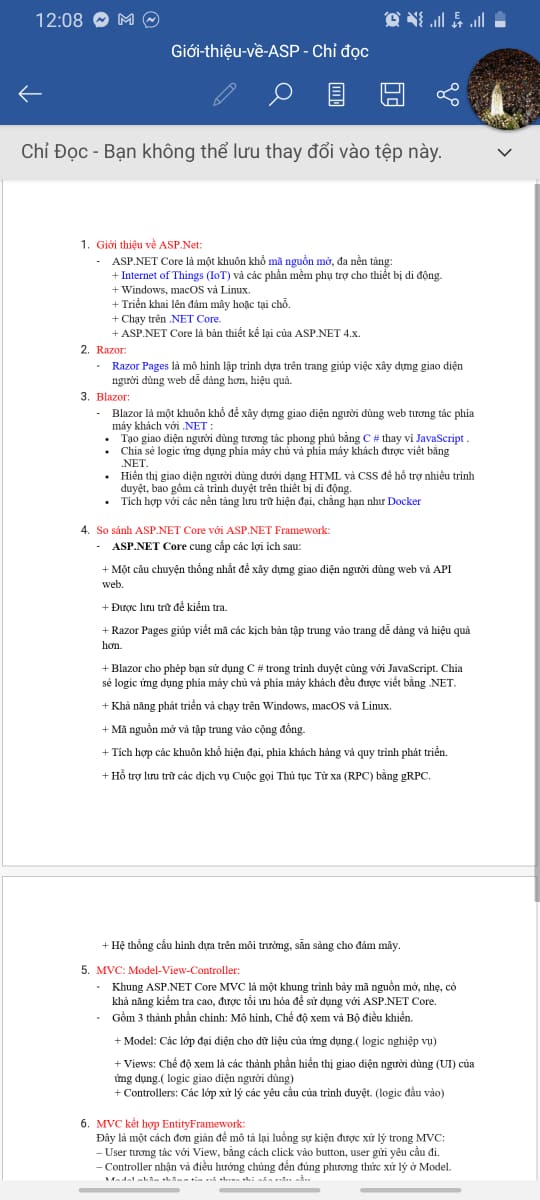 12:08
Giới-thiệu-về-ASP - Chỉ đọc
Chỉ Đọc - Bạn không thể lưu thay đổi vào tệp này.
1. Giới thiệu về ASP.Net:
- ASP.NET Core là một khuôn khổ mã nguồn mở, đa nền tảng:
+ Internet of Things (IoT) và các phần mềm phụ trợ cho thiết bị di động.
+ Windows, macOS và Linux.
+ Triển khai lên đám mây hoặc tại chỗ.
+ Chạy trên .NET Core.
+ ASP.NET Core là bản thiết kế lại của ASP.NET 4.x.
2. Razor:
- Razor Pages là mô hình lập trình dựa trên trang giúp việc xây dựng giao diện
người dùng web dễ dàng hơn, hiệu quả.
3. Blazor:
- Blazor là một khuôn khổ để xây dựng giao diện người dùng web tương tác phía
máy khách với .NET :
• Tạo giao diện người dùng tương tác phong phú bằng C # thay vì JavaScript .
• Chia sẻ logic ứng dụng phía máy chủ và phía máy khách được viết bằng
.NET.
• Hiển thị giao diện người dùng dưới dạng HTML và CSS để hỗ trợ nhiều trình
duyệt, bao gồm cả trình duyệt trên thiết bị di động.
• Tích hợp với các nền tảng lưu trữ hiện đại, chẳng hạn như Docker
4. So sánh ASP.NET Core với ASP.NET Framework:
- ASP.NET Core cung cấp các lợi ích sau:
+ Một câu chuyện thống nhất để xây dựng giao diện người dùng web và API
web.
+ Được lưu trữ để kiểm tra.
+ Razor Pages giúp viết mã các kịch bản tập trung vào trang dễ dàng và hiệu quả
hơn.
+ Blazor cho phép bạn sử dụng C # trong trình duyệt cùng với JavaScript. Chia
sẻ logic ứng dụng phía máy chủ và phía máy khách đều được viết bằng .NET.
+ Khả năng phát triển và chạy trên Windows, macOS và Linux.
+ Mã nguồn mở và tập trung vào cộng đồng.
+ Tích hợp các khuôn khổ hiện đại, phía khách hàng và quy trình phát triển.
+ Hỗ trợ lưu trữ các dịch vụ Cuộc gọi Thủ tục Từ xa (RPC) bằng gRPC.
+ Hệ thống cấu hình dựa trên môi trường, sẵn sàng cho đám mây.
5. MVC: Model-View-Controller:
- Khung ASP.NET Core MVC là một khung trình bày mã nguồn mở, nhẹ, có
khả năng kiểm tra cao, được tối ưu hóa để sử dụng với ASP.NET Core.
- Gồm 3 thành phần chính: Mô hình, Chế độ xem và Bộ điều khiển.
+ Model: Các lớp đại diện cho dữ liệu của ứng dụng.( logic nghiệp vụ)
+ Views: Chế độ xem là các thành phần hiển thị giao diện người dùng (UI) của
ứng dụng.( logic giao diện người dùng)
+ Controllers: Các lớp xử lý các yêu cầu của trình duyệt. (logic đầu vào)
6. MVC kết hợp EntityFramework:
Đây là một cách đơn giản để mô tả lại luồng sự kiện được xử lý trong MVC:
– User tương tác với View, bằng cách click vào button, user gửi yêu cầu đi.
– Controller nhận và điều hướng chúng đến đúng phương thức xử lý ở Model.